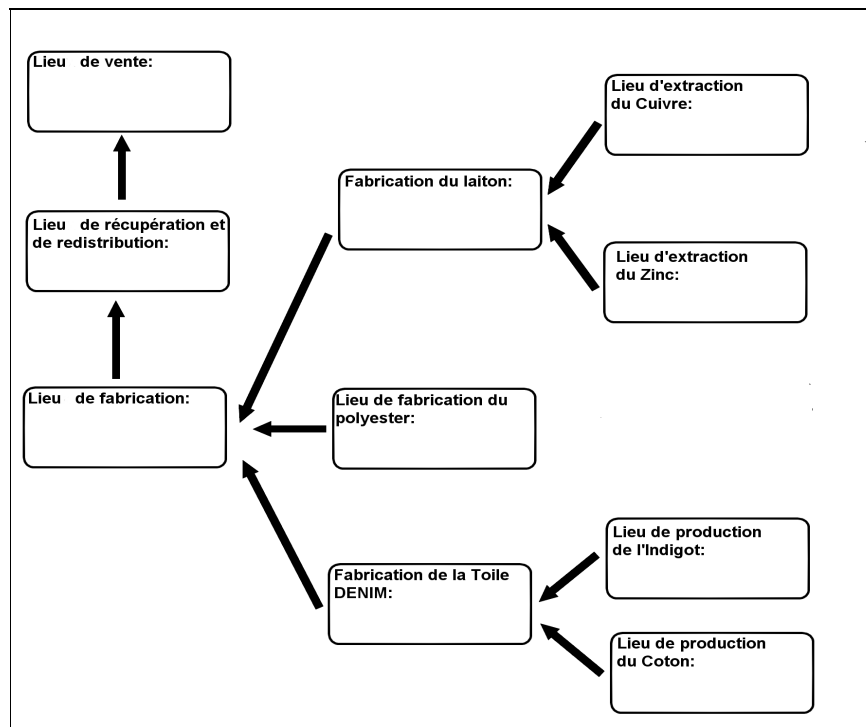 Lieu de vente:
Lieu d'extraction
du Cuivre:
Fabrication du laiton:
Lieu de récupération et
de redistribution:
Lieu d'extraction
du Zinc:
Lieu de fabrication:
Lieu de fabrication du
polyester:
Lieu de production
de l'Indigot:
Fabrication de la Toile
DENIM:
Lieu de production
du Coton: